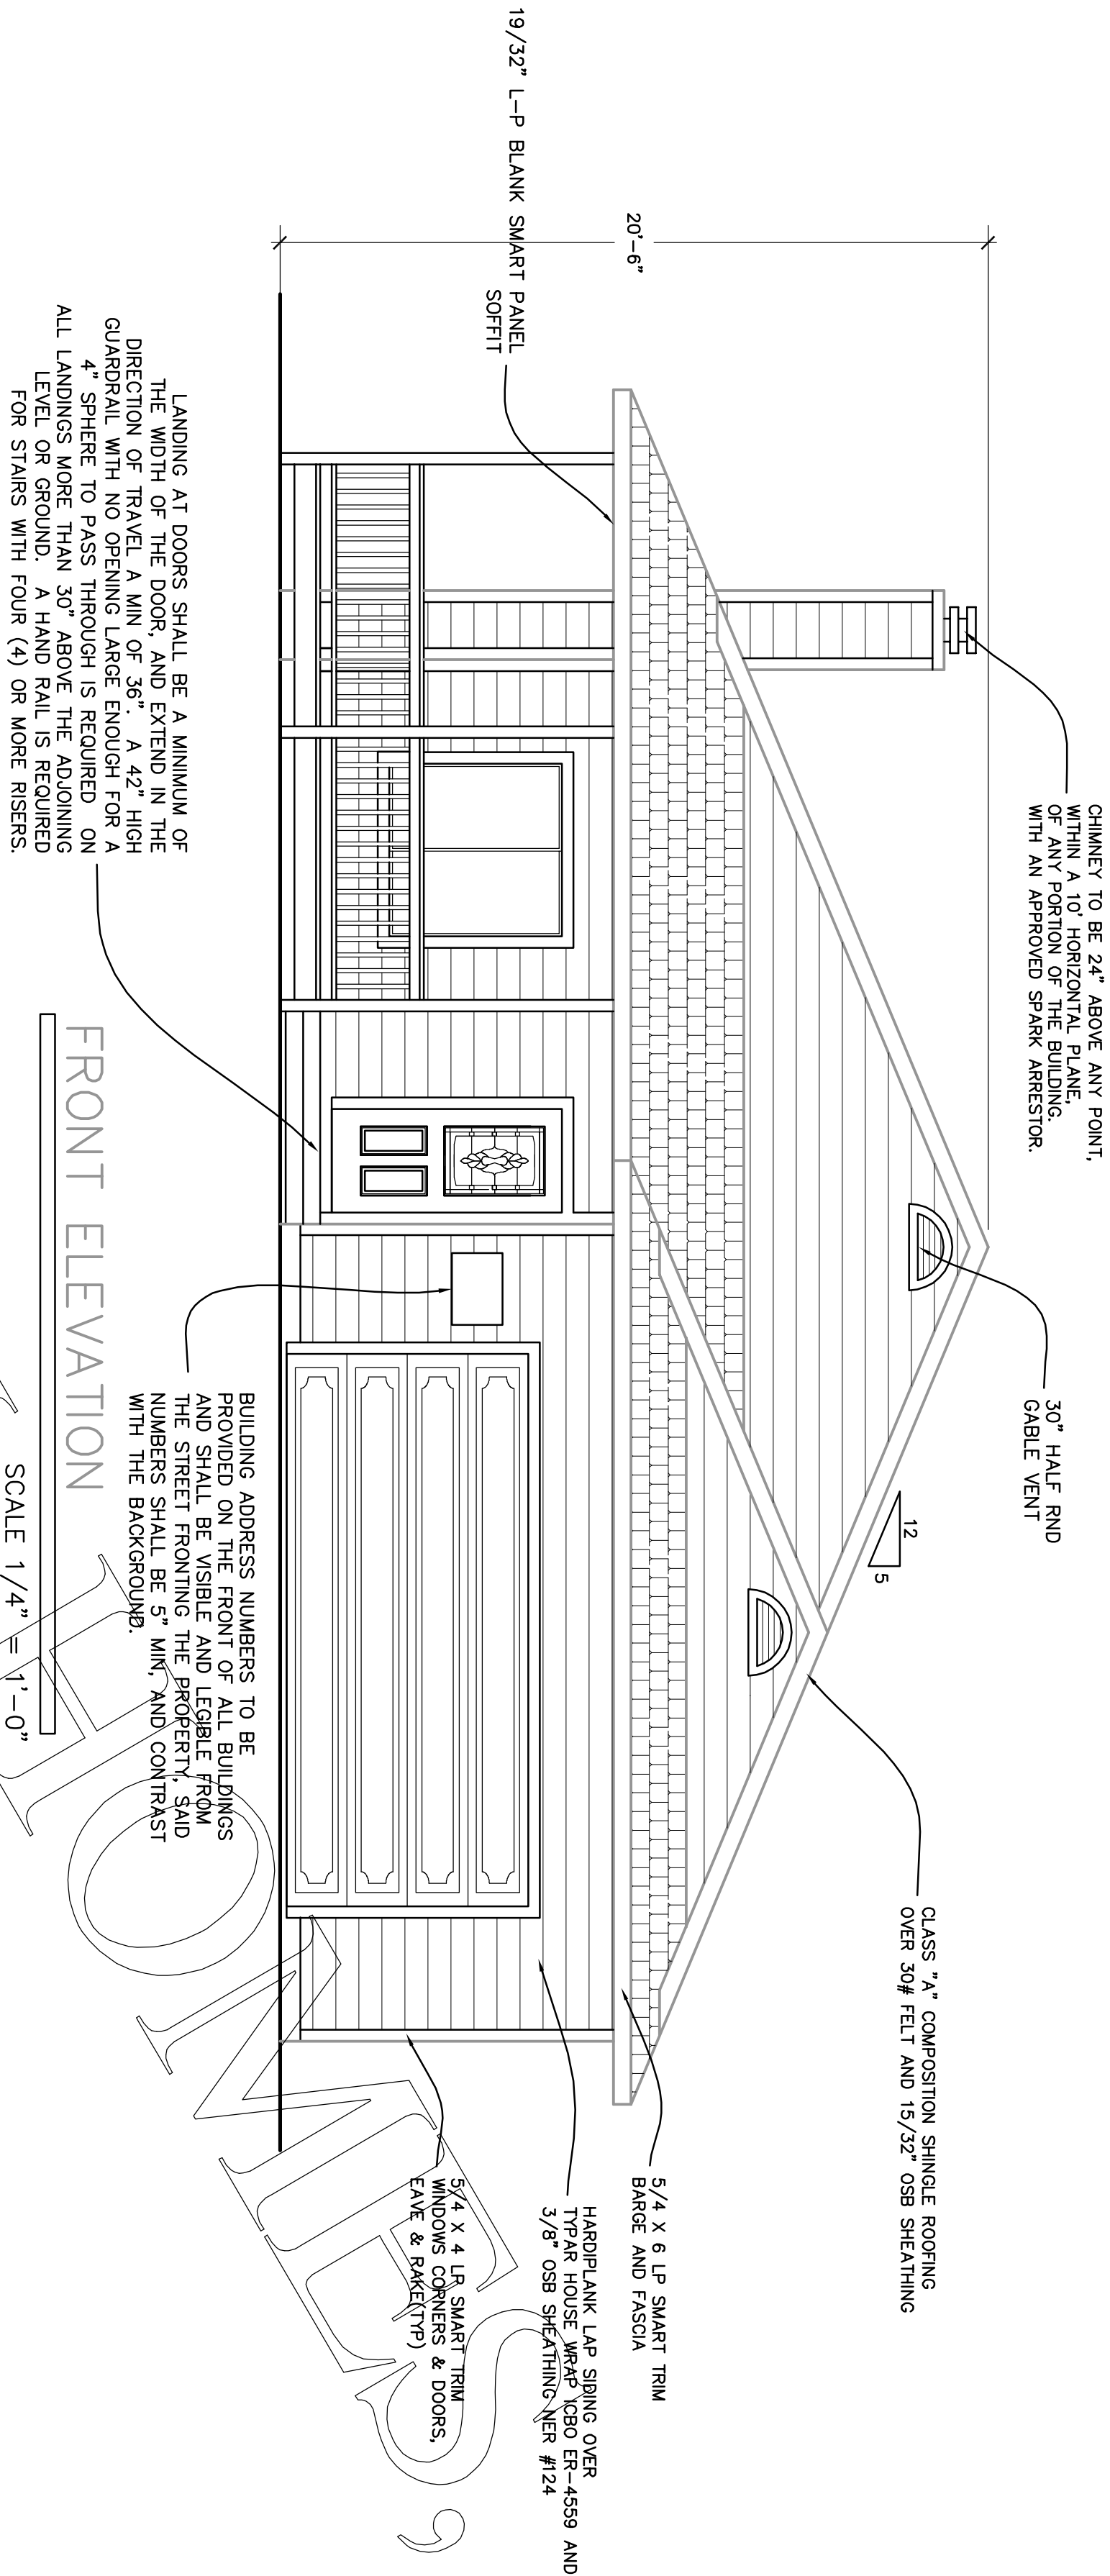 CHIMNEY TO BE 24" ABOVE ANY POINT,
WITHIN A 10' HORIZONTAL PLANE,
OF ANY PORTION OF THE BUILDING.
WITH AN APPROVED SPARK ARRESTOR.
30" HALF RND
GABLE VENT
12
5
CLASS "A" COMPOSITION SHINGLE ROOFING
OVER 30# FELT AND 15/32" OSB SHEATHING
20'-6"
19/32" L-P BLANK SMART PANEL
SOFFIT
5/4 X 6 LP SMART TRIM
BARGE AND FASCIA
HARDIPLANK LAP SIDING OVER
TYPAR HOUSE WRAP ICBO ER-4559 AND
3/8" OSB SHEATHING NER #124
5/4 X 4 LP SMART TRIM
WINDOWS CORNERS & DOORS,
EAVE & RAKE(TYP)
LANDING AT DOORS SHALL BE A MINIMUM OF
THE WIDTH OF THE DOOR, AND EXTEND IN THE
DIRECTION OF TRAVEL A MIN OF 36". A 42" HIGH
GUARDRAIL WITH NO OPENING LARGE ENOUGH FOR A
4" SPHERE TO PASS THROUGH IS REQUIRED ON
ALL LANDINGS MORE THAN 30" ABOVE THE ADJOINING
LEVEL OR GROUND. A HAND RAIL IS REQUIRED
FOR STAIRS WITH FOUR (4) OR MORE RISERS.
BUILDING ADDRESS NUMBERS TO BE
PROVIDED ON THE FRONT OF ALL BUILDINGS
AND SHALL BE VISIBLE AND LEGIBLE FROM
THE STREET FRONTING THE PROPERTY, SAID
NUMBERS SHALL BE 5" MIN, AND CONTRAST
WITH THE BACKGROUND.
FRONT ELEVATION
SCALE 1/4" = 1'-0"
HOMES,